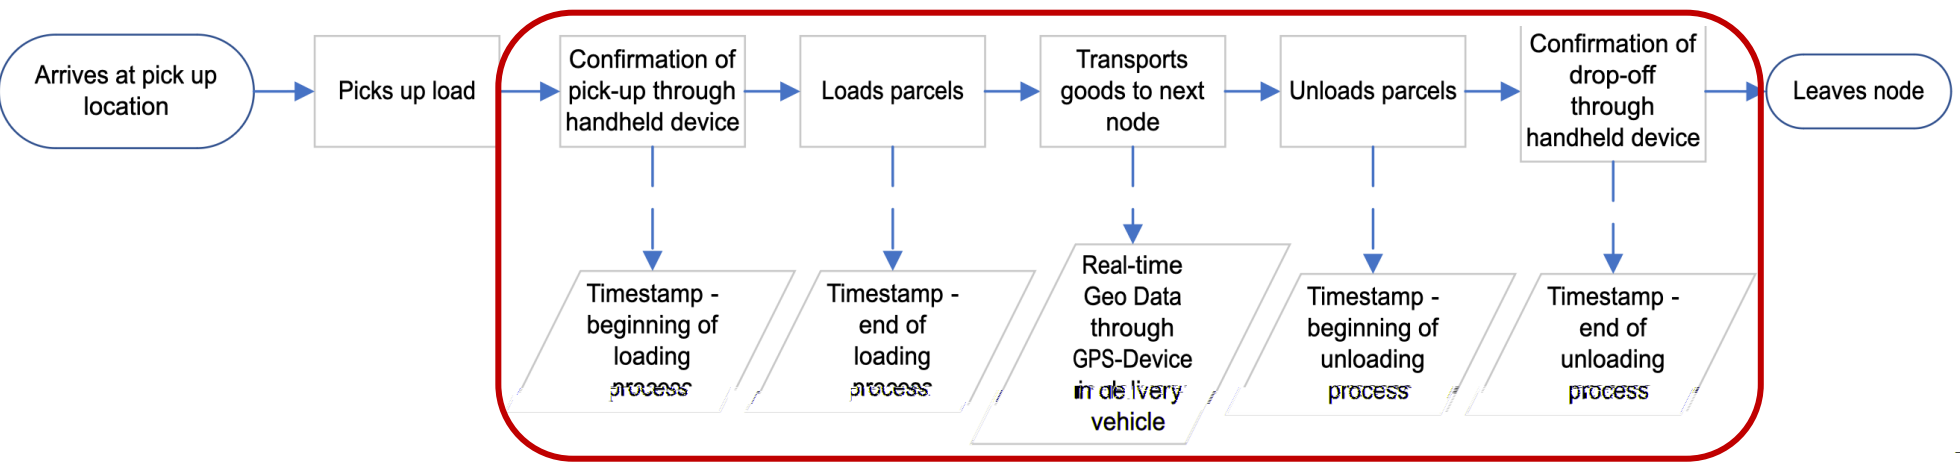 Arrives at pick up
location
Picks up load
Confirmation of
pick-up through
handheld device
Loads parcels
Transports
goods to next
node
Unloads parcels
Confirmation of
drop-off
through
handheld device
Leaves node
Timestamp -
beginning of
loading
process
Timestamp -
end of
loading
process
Real-time
Geo Data
through
GPS-Device
in delivery
vehicle
Timestamp -
beginning of
unloading
process
Timestamp -
end of
unloading
process